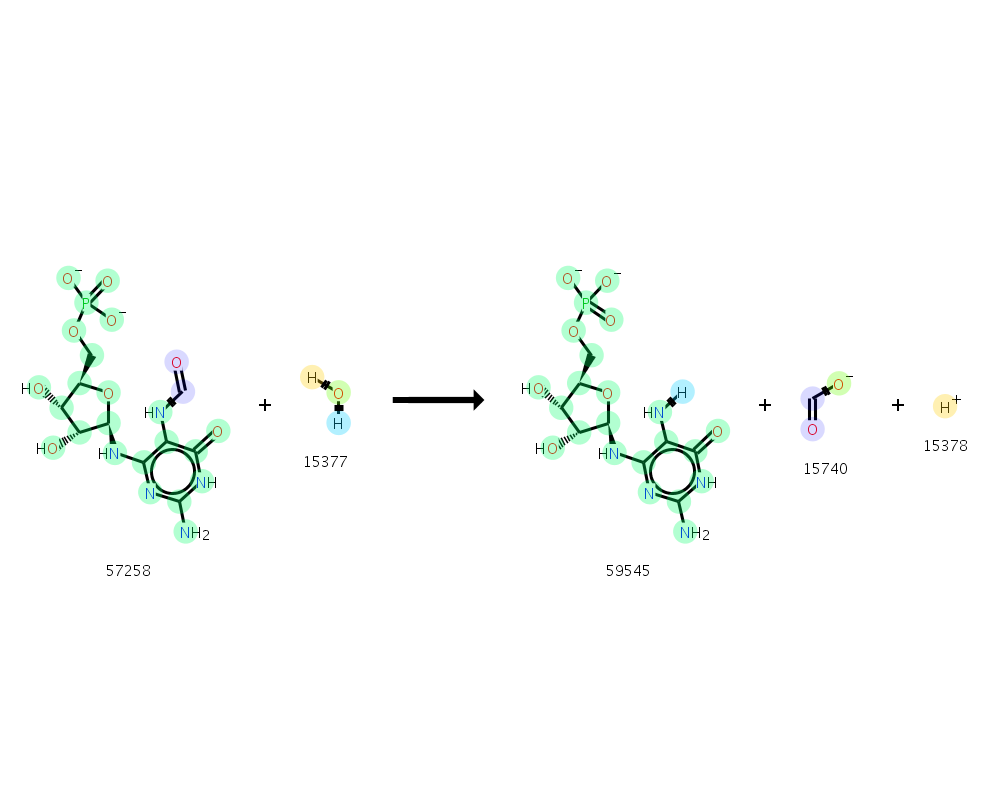 O− O O− O− O
P O− P O
O O
O
HO O H HO O H O−
+ O + + H+
HN H HN O
HO O HO O
HN 15377 HN 15740 15378
N NH N NH
NH2 NH2
57258 59545